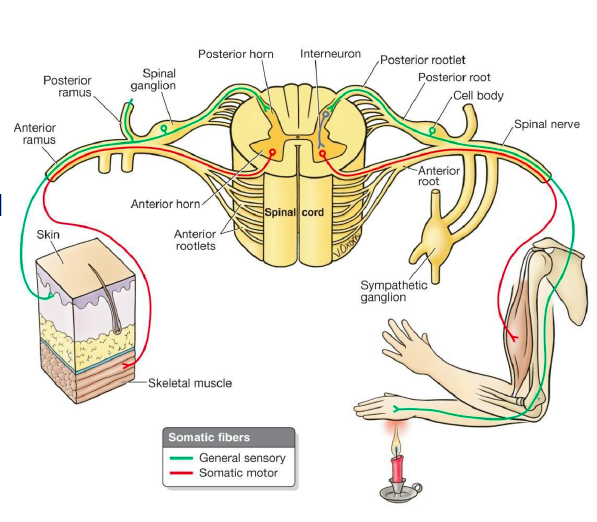 Posterior horn
Interneuron
Posterior rootlet
Posterior root
Cell body
Spinal nerve
Posterior
ramus
Spinal
ganglion
Anterior
ramus
Anterior
root
Anterior horn
Spinal cord
Anterior
rootlets
Skin
Sympathetic
ganglion
Skeletal muscle
Somatic fibers
General sensory
Somatic motor